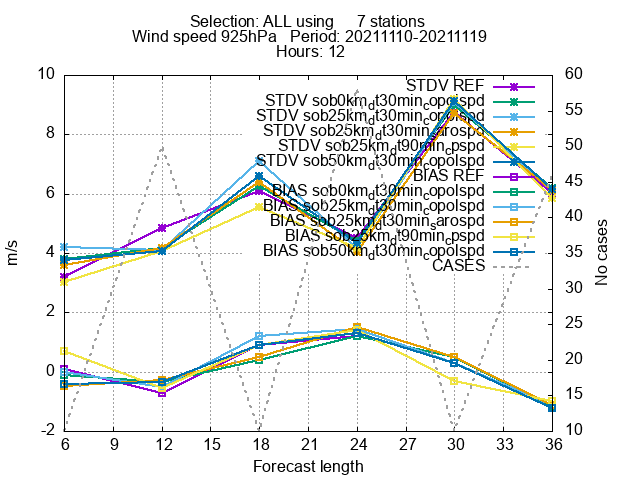 Selection: ALL using 7 stations
Wind speed 925hPa Period: 20211110-20211119
Hours: 12
STDV REF
STDV sob0km_dt30min_copolspd
STDV sob25km_dt30min_copolspd
STDV sob25km_dt30min_sarospd
STDV sob25km_dt90min_cpspd
STDV sob50km_dt30min_copolspd
BIAS REF
BIAS sob0km_dt30min_copolspd
BIAS sob25km_dt30min_copolspd
BIAS sob25km_dt30min_sarospd
BIAS sob25km_dt90min_cpspd
BIAS sob50km_dt30min_copolspd
CASES
10
8
6
4
2
0
-2
m/s
60
55
50
45
40
35
30
25
20
15
10
No cases
6 9 12 15 18 21 24 27 30 33 36
Forecast length